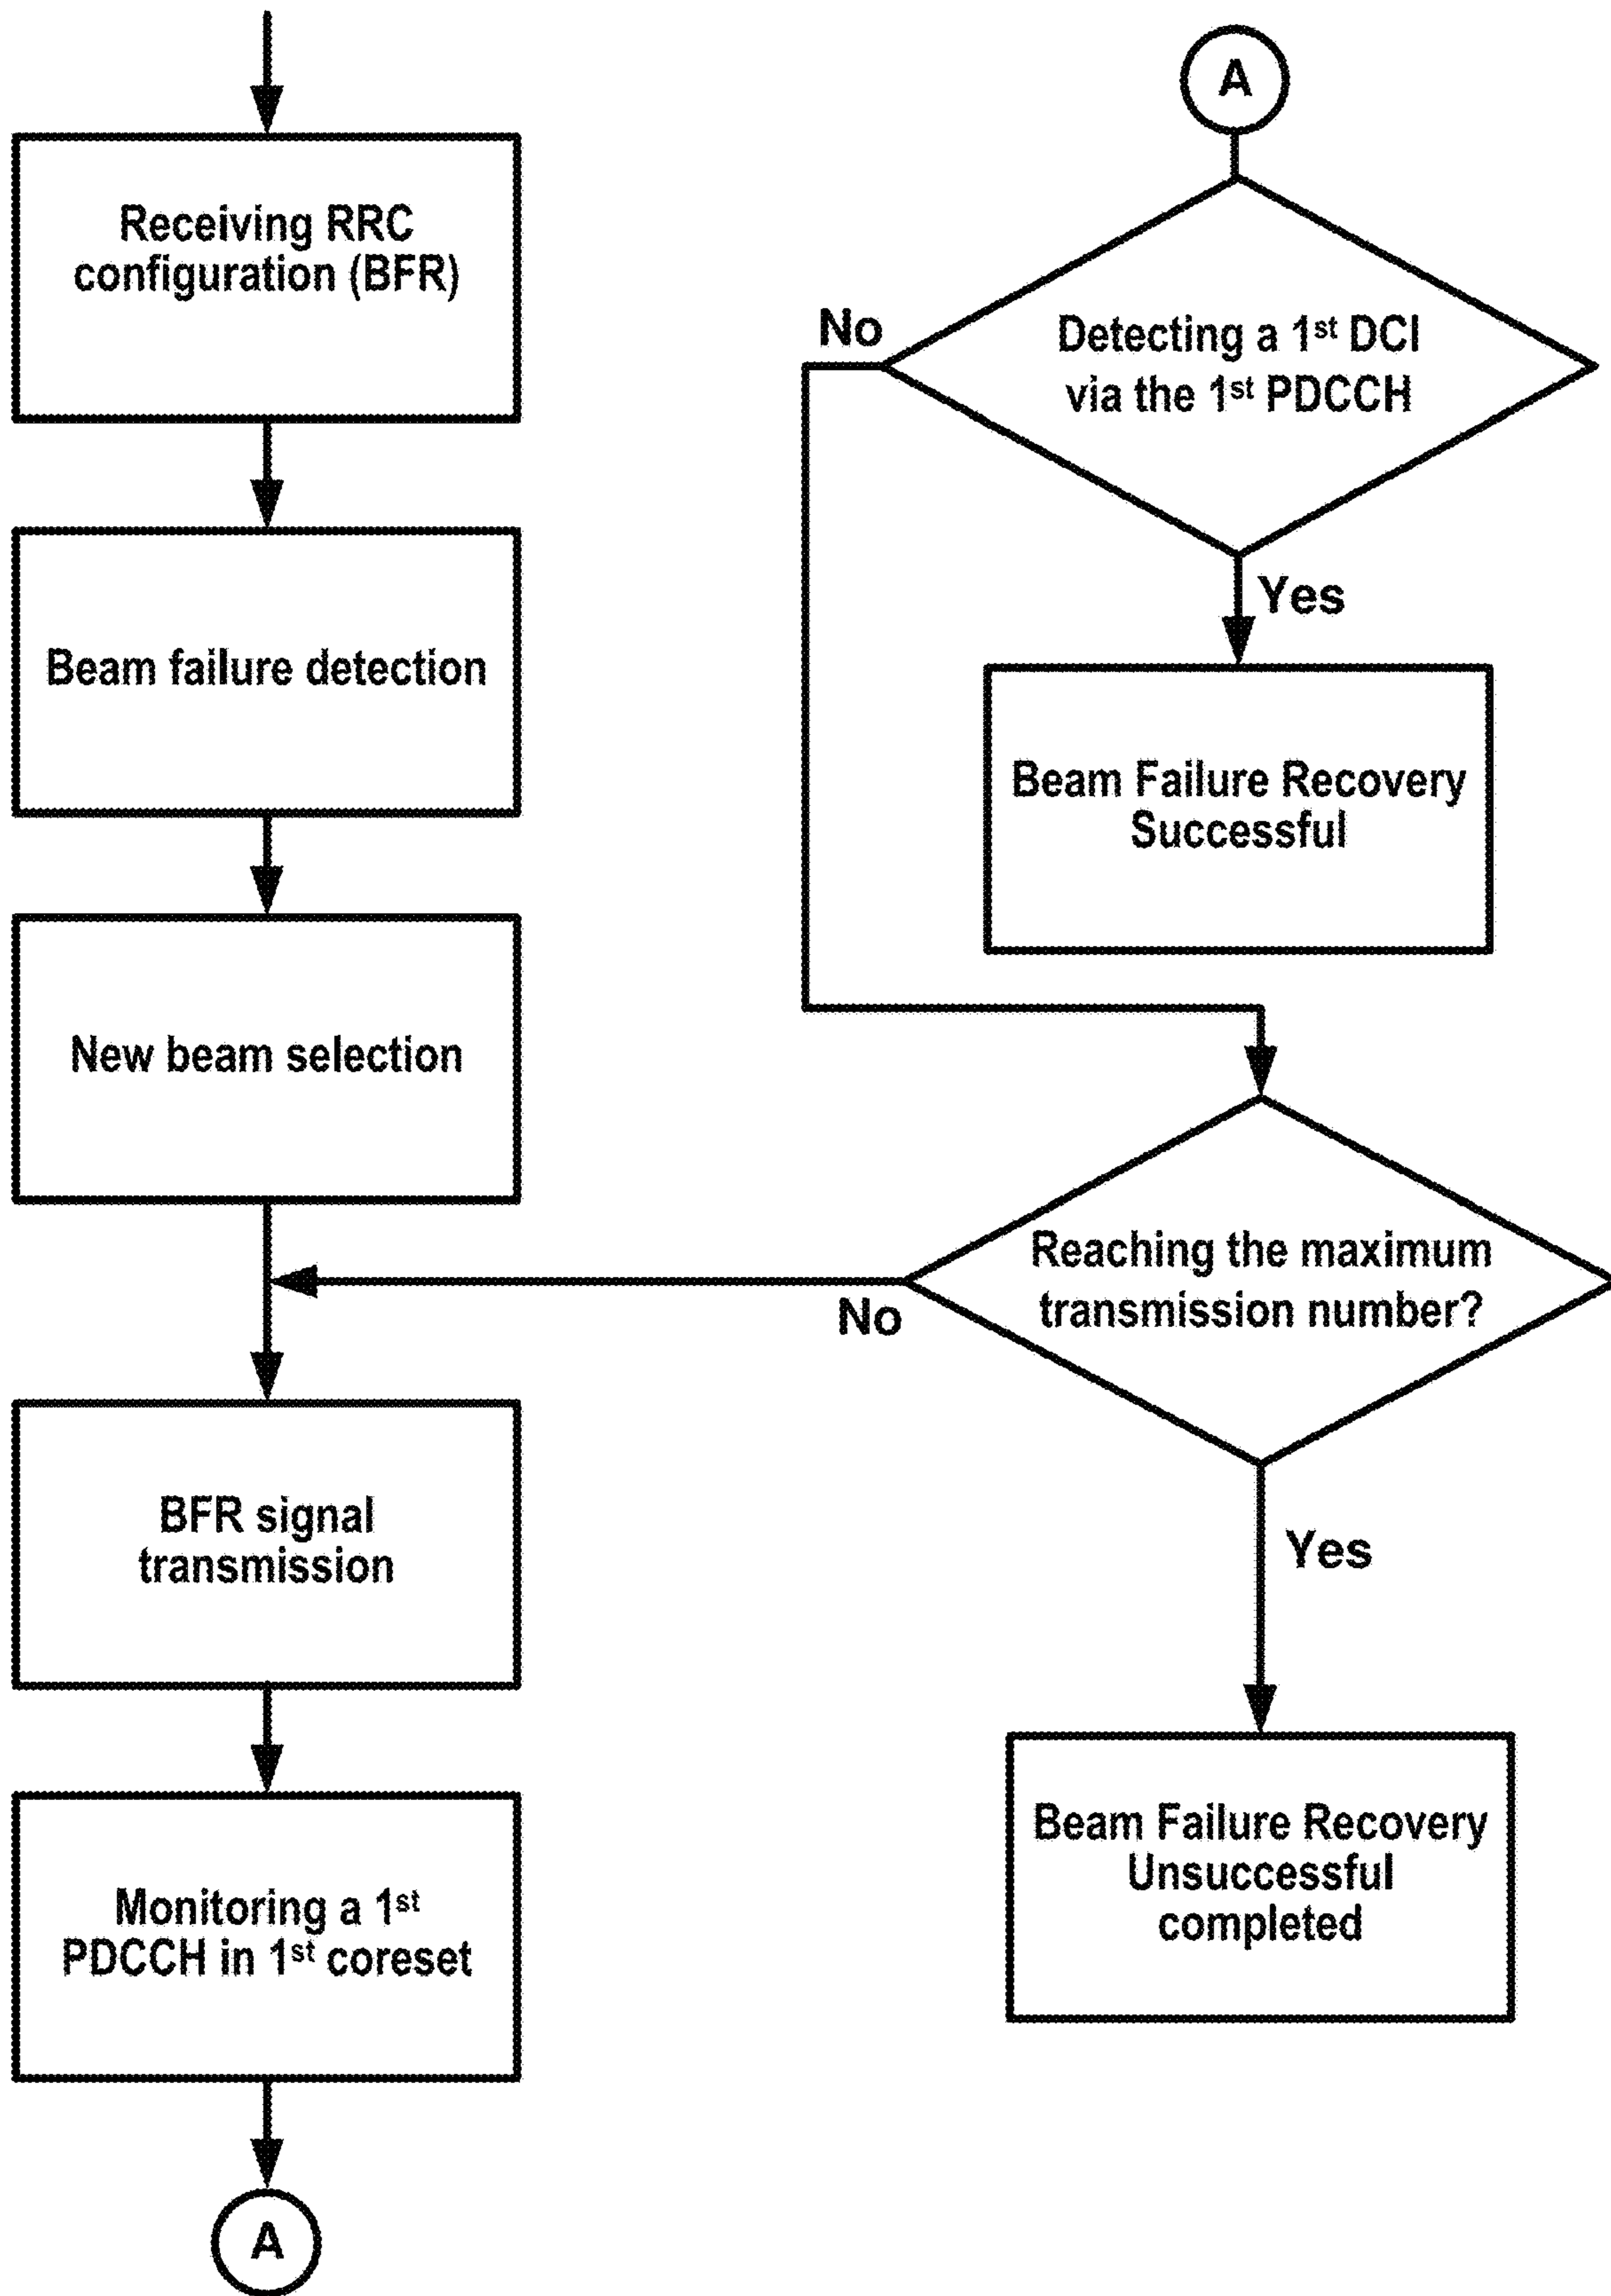 Receiving RRC
configuration (BFR)
Beam failure detection
New beam selection
BFR signal
transmission
Monitoring a 1st
PDCCH in 1st coreset
A
A
Detecting a 1st DCI
via the 1st PDCCH
No
Yes
Beam Failure Recovery
Successful
Reaching the maximum
transmission number?
No
Yes
Beam Failure Recovery
Unsuccessful
completed